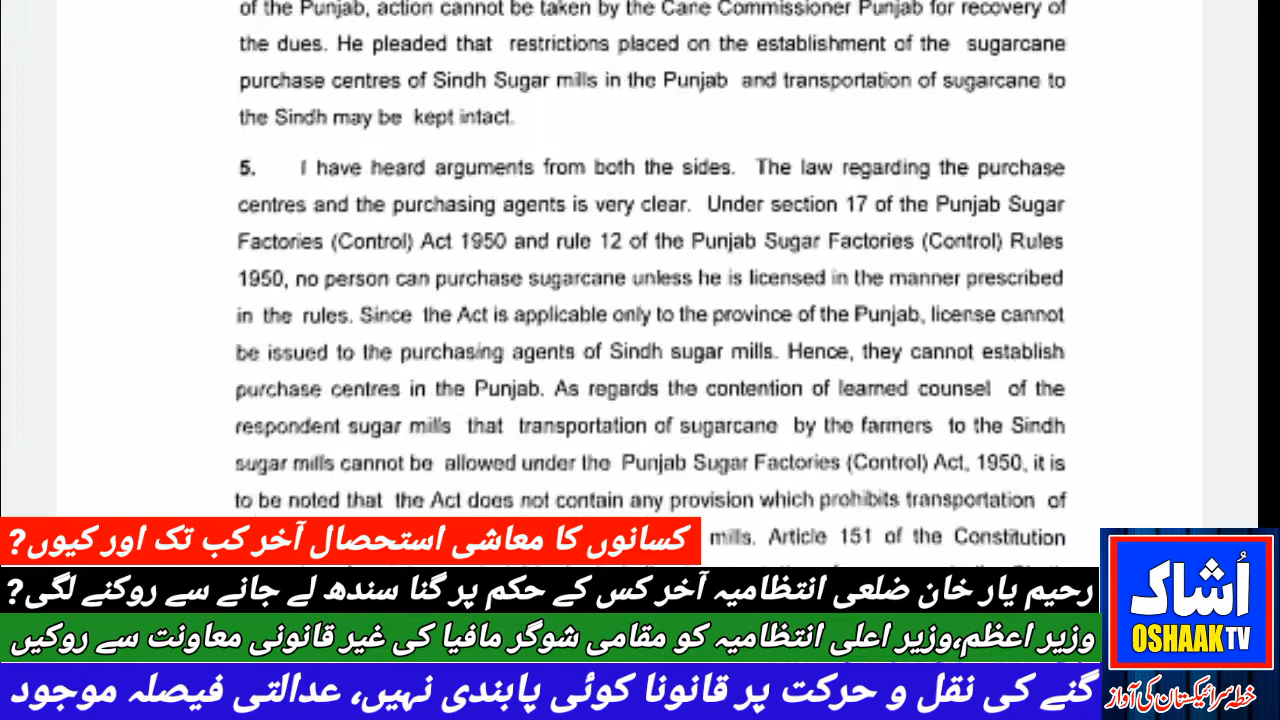 of the Punjab, action cannot be taken by the Cane Commissioner Punjab for recovery of
the dues. He pleaded that restrictions placed on the establishment of the sugarcane
purchase centres of Sindh Sugar mills in the Punjab and transportation of sugarcane to
the Sindh may be kept intact.
5. I have heard arguments from both the sides. The law regarding the purchase
centres and the purchasing agents is very clear. Under section 17 of the Punjab Sugar
Factories (Control) Act 1950 and rule 12 of the Punjab Sugar Factories (Control) Rules
1950, no person can purchase sugarcane unless he is licensed in the manner prescribed
in the rules. Since the Act is applicable only to the province of the Punjab, license cannot
be issued to the purchasing agents of Sindh sugar mills. Hence, they cannot establish
purchase centres in the Punjab. As regards the contention of learned counsel of the
respondent sugar mills that transportation of sugarcane by the farmers to the Sindh
sugar mills cannot be allowed under the Punjab Sugar Factories (Control) Act, 1950, it is
to be noted that the Act does not contain any provision which prohibits transportation of
mills. Article 151 of the Constitution
کسانوں کا معاشی استحصال آخر کب تک اور کیوں؟
رحیم یار خان ضلعی انتظامیہ آخر کس کے حکم پر گنا سندھ لے جانے سے روکنے لگی؟
وزیر اعظم،وزیر اعلی انتظامیہ کو مقامی شوگر مافیا کی غیر قانونی معاونت سے روکیں
گنے کی نقل و حرکت پر قانونا کوئی پابندی نہیں، عدالتی فیصلہ موجود
اُشاک
OSHAAK TV
خطہ سرائیکستان کی آواز